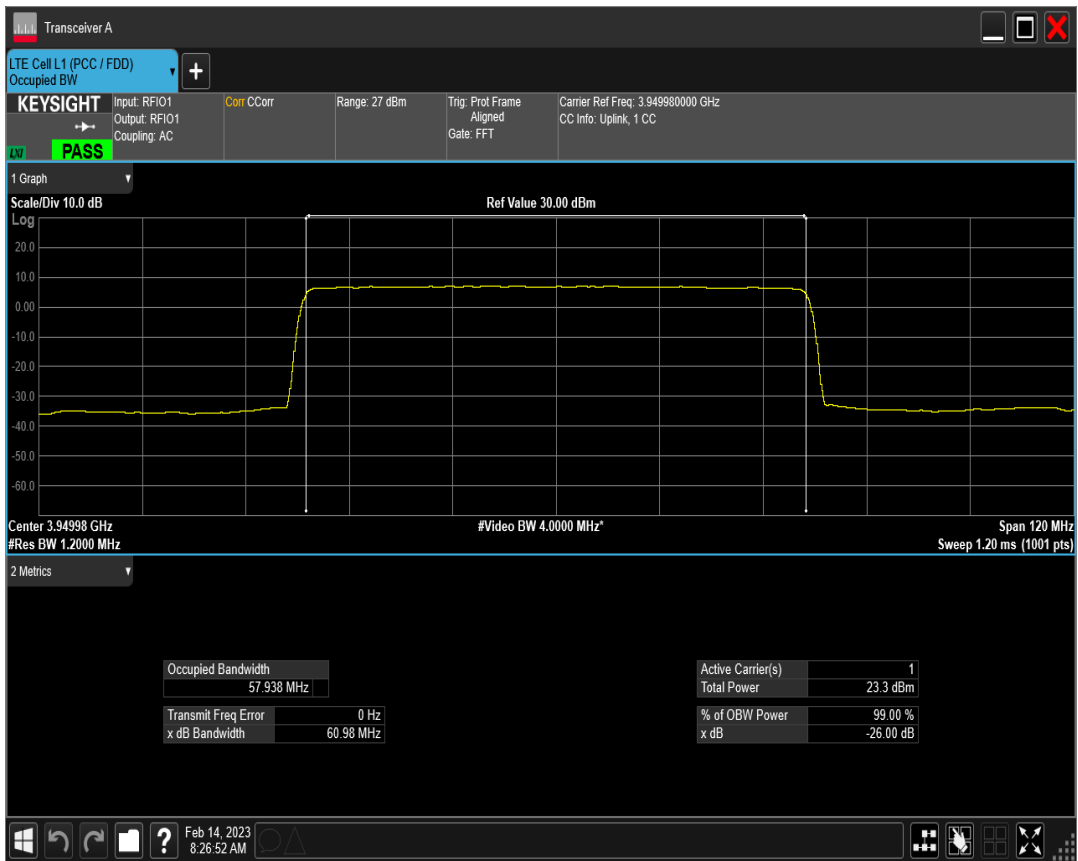 Transceiver A
LTE Cell L1 (PCC / FDD)
Occupied BW
KEYSIGHT
LXI
PASS
Input: RFIO1
Output: RFIO1
Coupling: AC
Corr CCorr
Range: 27 dBm
Trig: Prot Frame
Aligned
Gate: FFT
Carrier Ref Freq: 3.949980000 GHz
CC Info: Uplink, 1 CC
1 Graph
Scale/Div 10.0 dB
Ref Value 30.00 dBm
Log
20.0
10.0
0.00
-10.0
-20.0
-30.0
-40.0
-50.0
-60.0
Center 3.94998 GHz
#Video BW 4.0000 MHz*
Span 120 MHz
#Res BW 1.2000 MHz
Sweep 1.20 ms (1001 pts)
2 Metrics
Occupied Bandwidth
57.938 MHz
Transmit Freq Error 0 Hz
x dB Bandwidth 60.98 MHz
Active Carrier(s) 1
Total Power 23.3 dBm
% of OBW Power 99.00 %
x dB -26.00 dB
?
Feb 14, 2023
8:26:52 AM